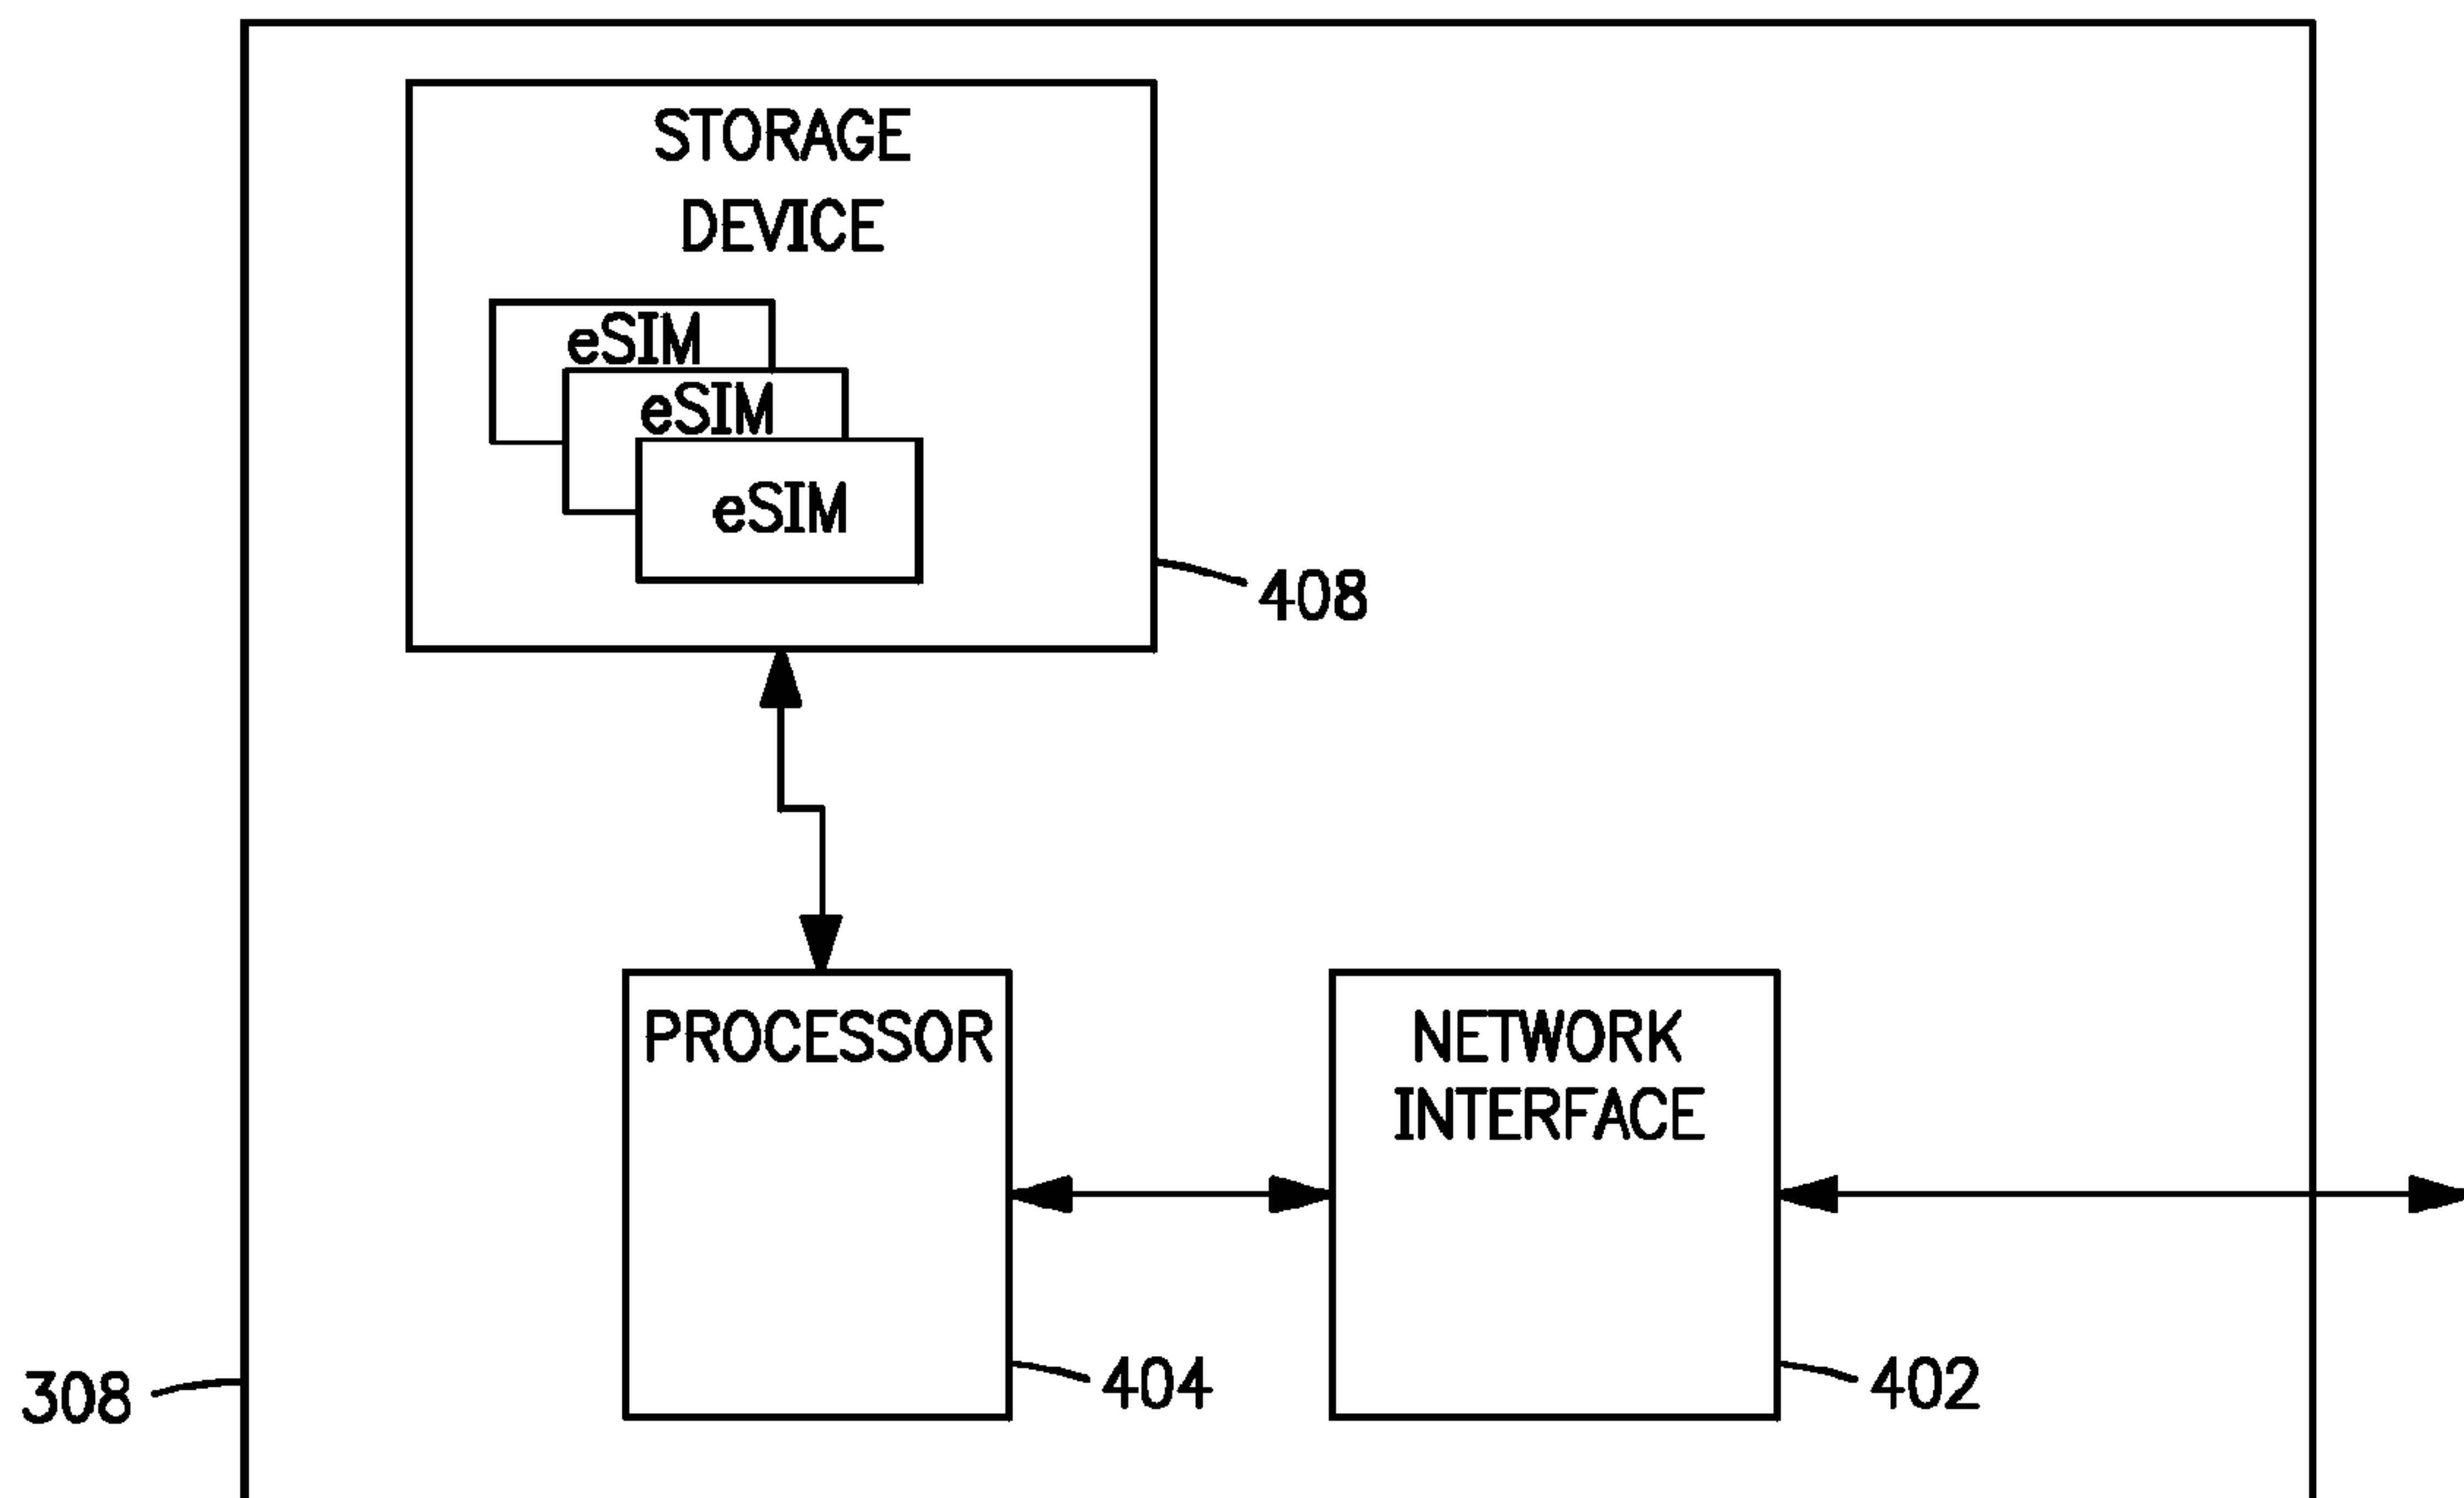 STORAGE
DEVICE
eSIM
eSIM
eSIM
408
PROCESSOR
NETWORK
INTERFACE
308
404
402